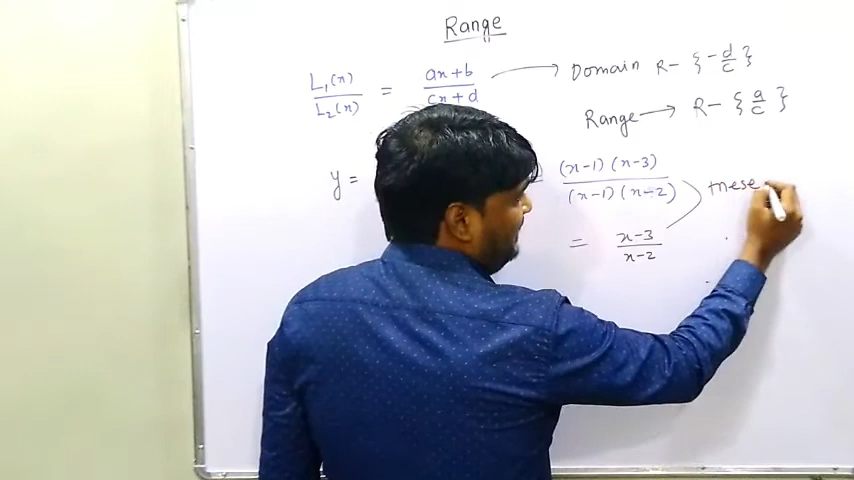 Range
L₁(x)/L₂(x) = ax+b/cx+d → Domain R- {-d/c}
Range → R- {a/c}
y = = (x-1) (x-3)/(x-1) (x-2) these
= x-3/x-2